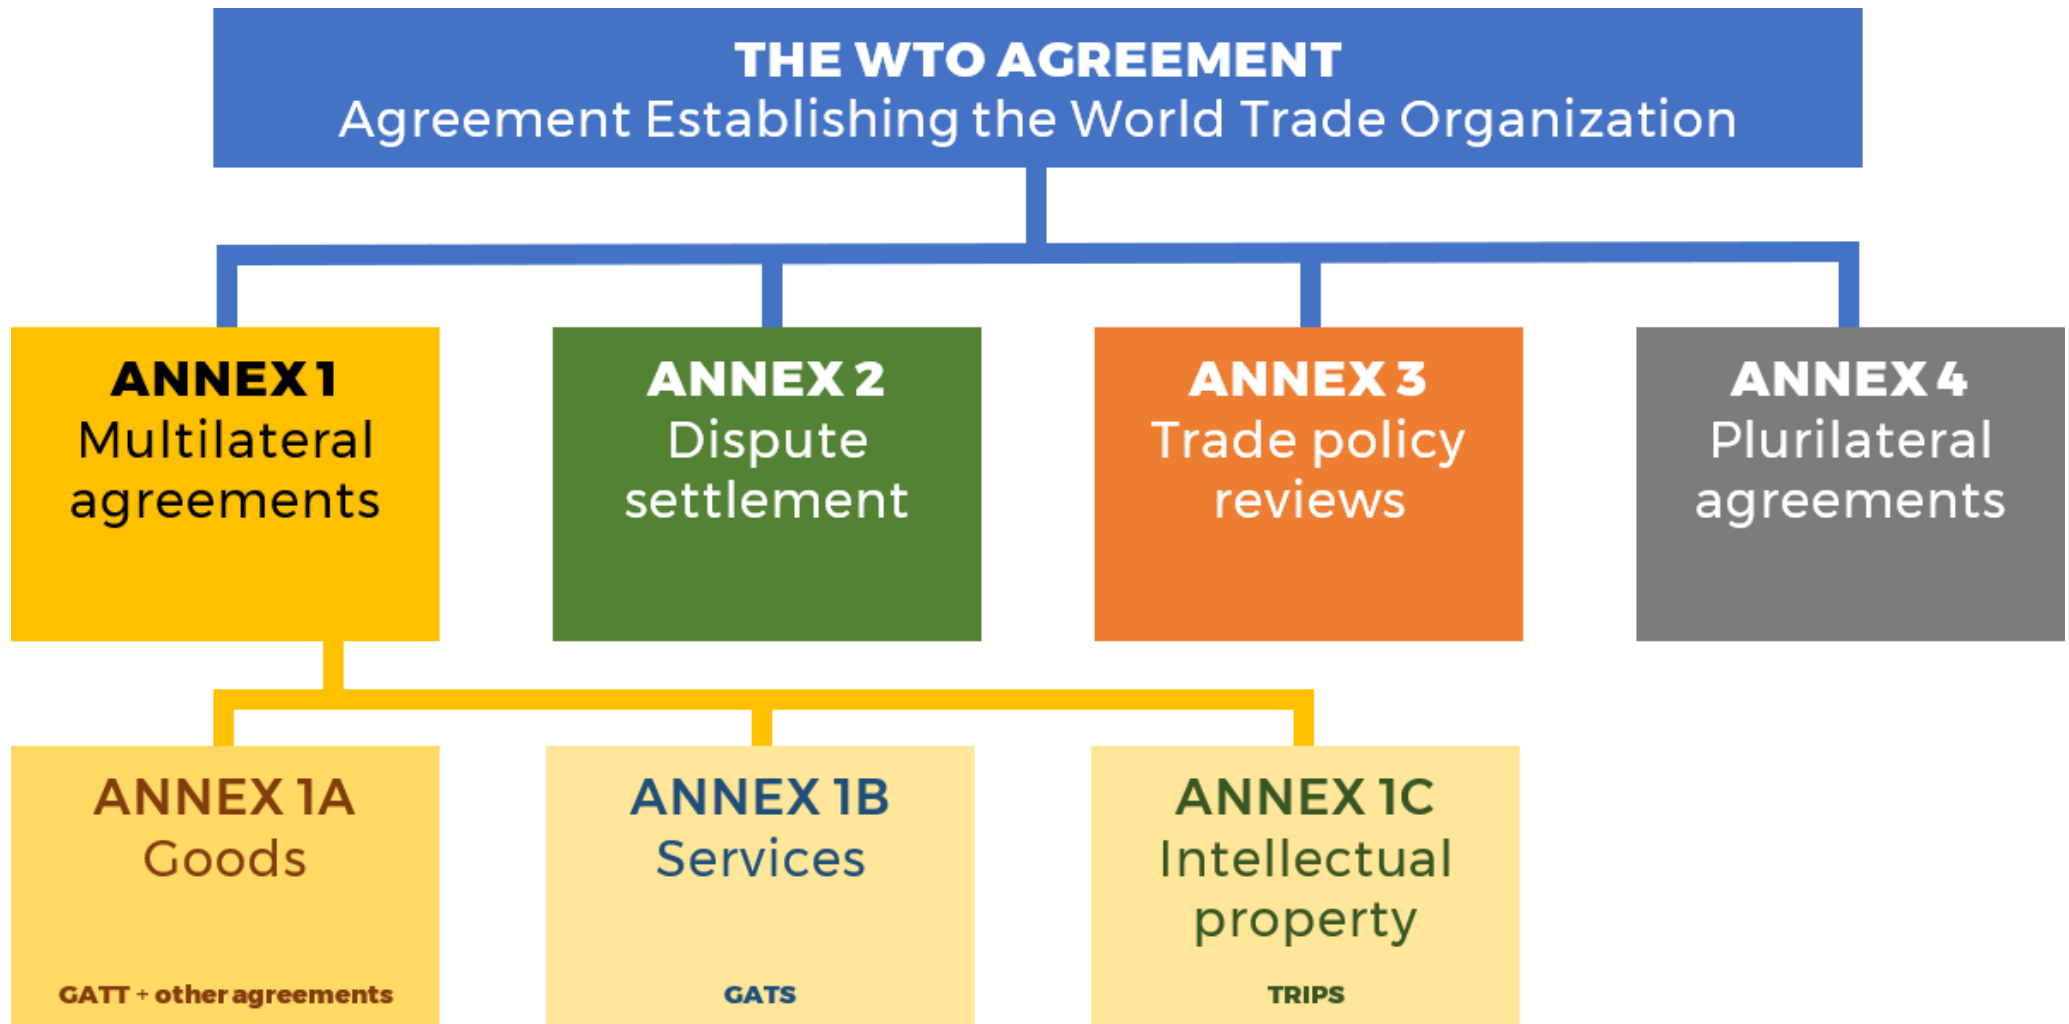 THE WTO AGREEMENT
Agreement Establishing the World Trade Organization
ANNEX 1
Multilateral
agreements
ANNEX 2
Dispute
settlement
ANNEX 3
Trade policy
reviews
ANNEX 4
Plurilateral
agreements
ANNEX 1A
Goods
GATT + other agreements
ANNEX 1B
Services
GATS
ANNEX 1C
Intellectual
property
TRIPS